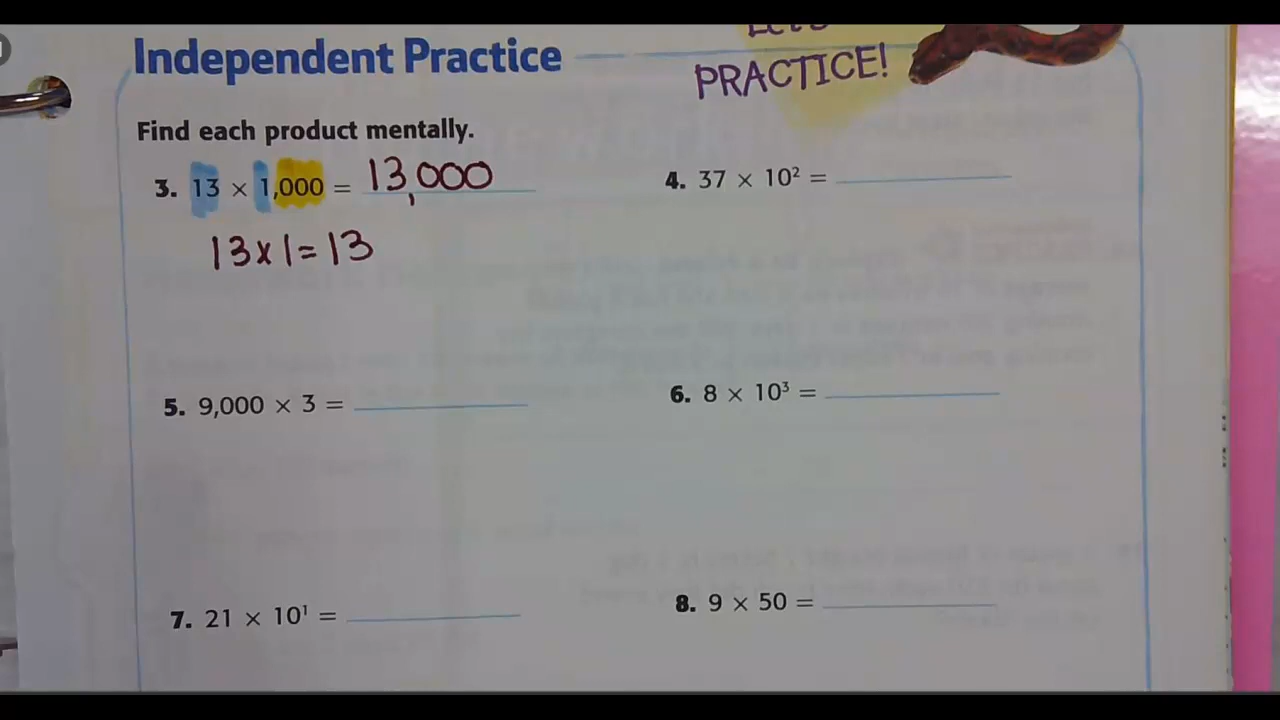 Independent Practice
PRACTICE!
Find each product mentally.
3. 13 × 1,000 = 13,000
13 × 1 = 13
4. 37 × 10² =
5. 9,000 × 3 =
6. 8 × 10³ =
7. 21 × 10¹ =
8. 9 × 50 =